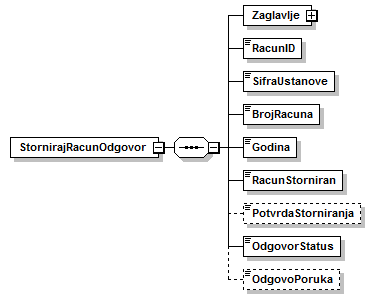 Zaglavlje
RacunID
SifraUstanove
BrojRacuna
StornirajRacunOdgovor
Godina
RacunStorniran
PotvrdaStorniranja
OdgovorStatus
OdgovoPoruka